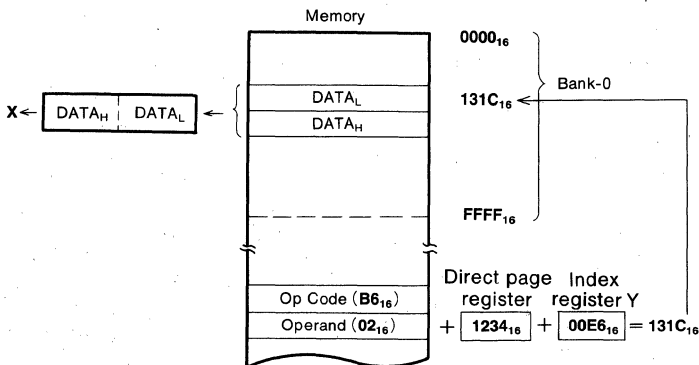 Memory
0000₁₆
Bank-0
DATA_L
131C₁₆
X ← DATA_H DATA_L ←
DATA_H
FFFF₁₆
Direct page register
Index register Y
Op Code (B6₁₆)
Operand (02₁₆) + 1234₁₆ + 00E6₁₆ = 131C₁₆